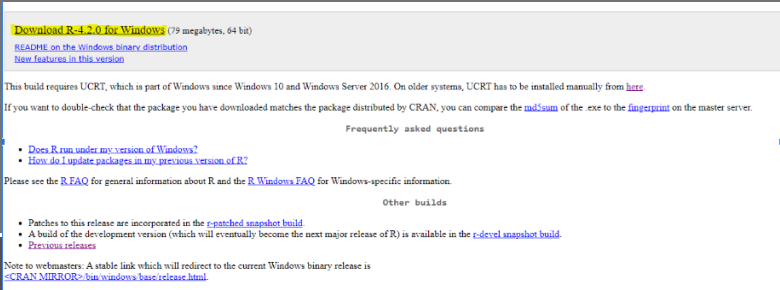 Download R-4.2.0 for Windows (79 megabytes, 64 bit)
README on the Windows binary distribution
New features in this version
This build requires UCRT, which is part of Windows since Windows 10 and Windows Server 2016. On older systems, UCRT has to be installed manually from here.
If you want to double-check that the package you have downloaded matches the package distributed by CRAN, you can compare the md5sum of the .exe to the fingerprint on the master server.
Frequently asked questions
• Does R run under my version of Windows?
• How do I update packages in my previous version of R?
Please see the R FAQ for general information about R and the R Windows FAQ for Windows-specific information.
Other builds
• Patches to this release are incorporated in the r-patched snapshot build.
• A build of the development version (which will eventually become the next major release of R) is available in the r-devel snapshot build.
• Previous releases
Note to webmasters: A stable link which will redirect to the current Windows binary release is
<CRAN MIRROR>/bin/windows/base/release.html.